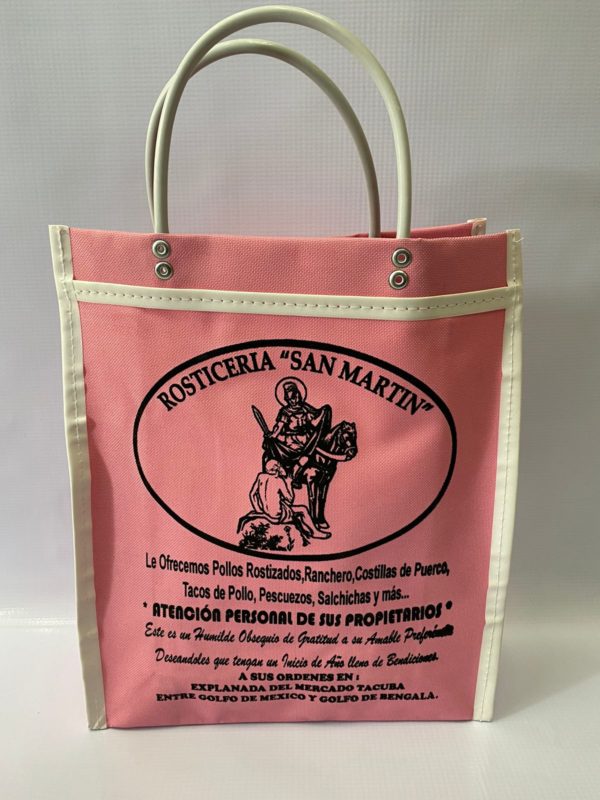 ROSTICERIA "SAN MARTIN"
Le Ofrecemos Pollos Rostizados,Ranchero,Costillas de Puerco,
Tacos de Pollo, Pescuezos, Salchichas y más...
* ATENCIÓN PERSONAL DE SUS PROPIETARIOS *
Este es un Humilde Obsequio de Gratitud a su Amable Preferencia
Deseandoles que tengan un Inicio de Año lleno de Bendiciones.
A SUS ORDENES EN :
EXPLANADA DEL MERCADO TACUBA
ENTRE GOLFO DE MEXICO Y GOLFO DE BENGALA.